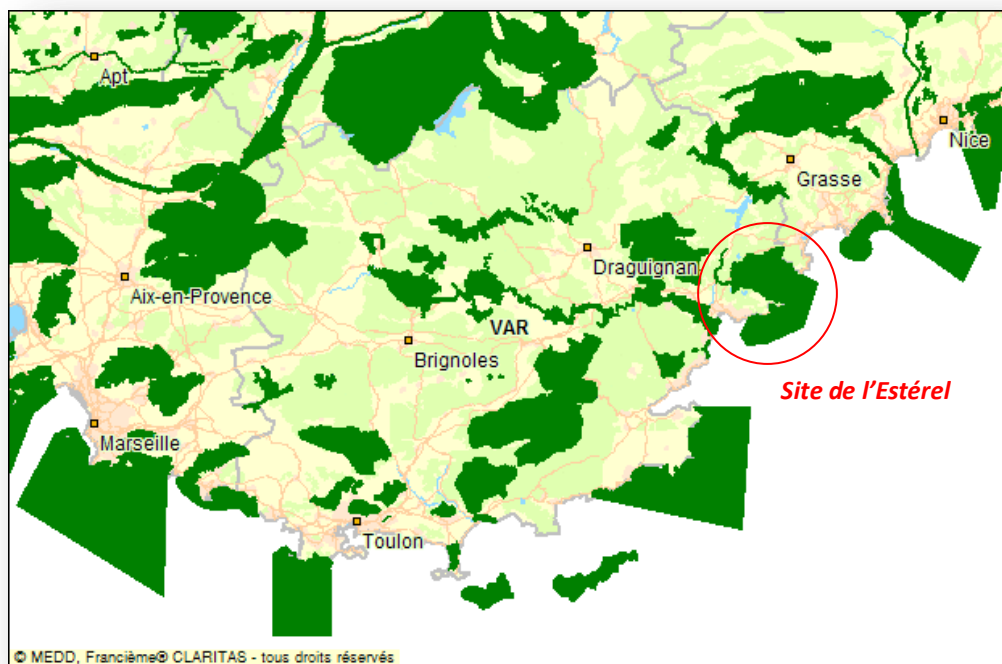 Apt
Nice
Grasse
Draguignan
Aix-en-Provence
VAR
Brignoles
Site de l'Estérel
Marseille
Toulon
© MEDD, Francième® CLARITAS - tous droits réservés